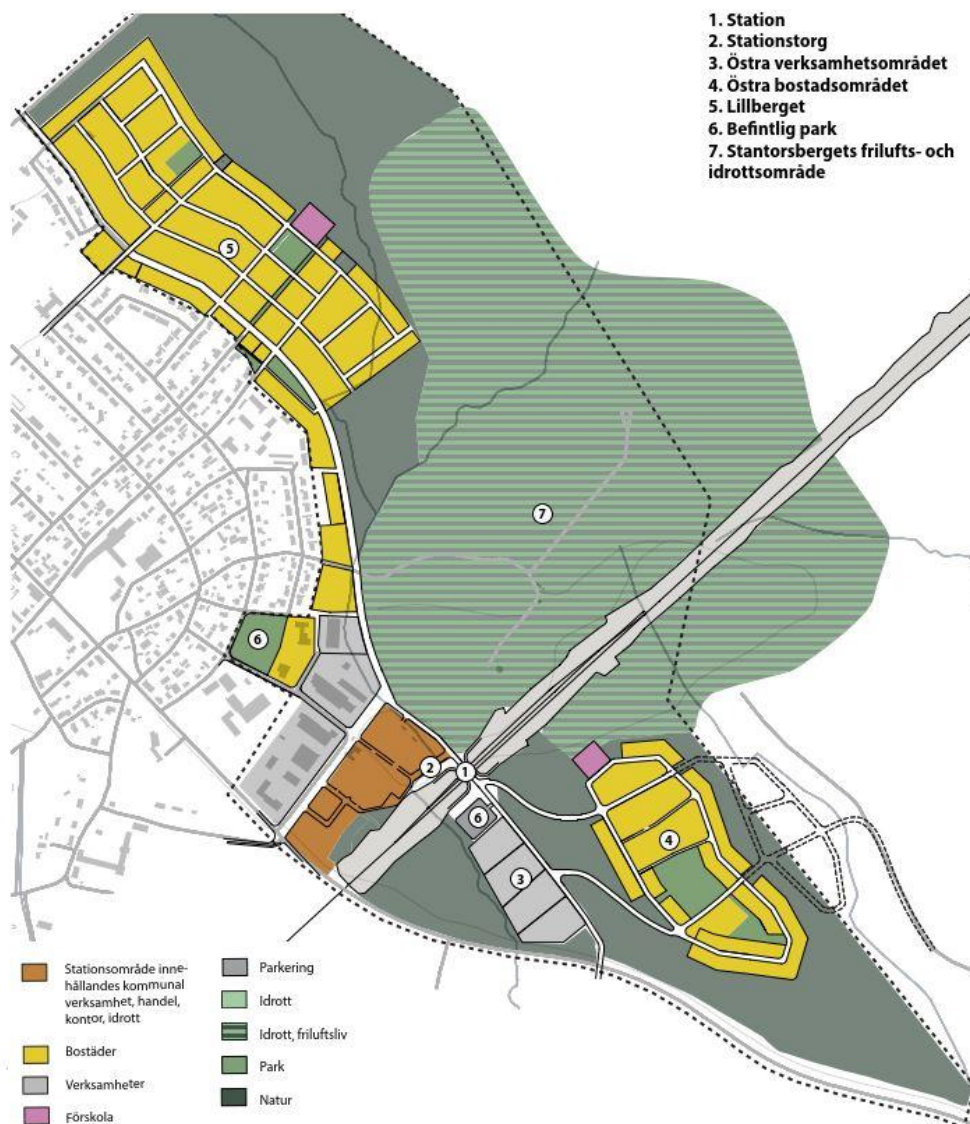 1. Station
2. Stationstorg
3. Östra verksamhetsområdet
4. Östra bostadsområdet
5. Lillberget
6. Befintlig park
7. Stantorsbergets frilufts- och
idrottsområde
5
7
6
2
1
6
4
3
Stationsområde inne-
hållandes kommunal
verksamhet, handel,
kontor, idrott
Bostäder
Verksamheter
Förskola
Parkering
Idrott
Idrott, friluftsliv
Park
Natur